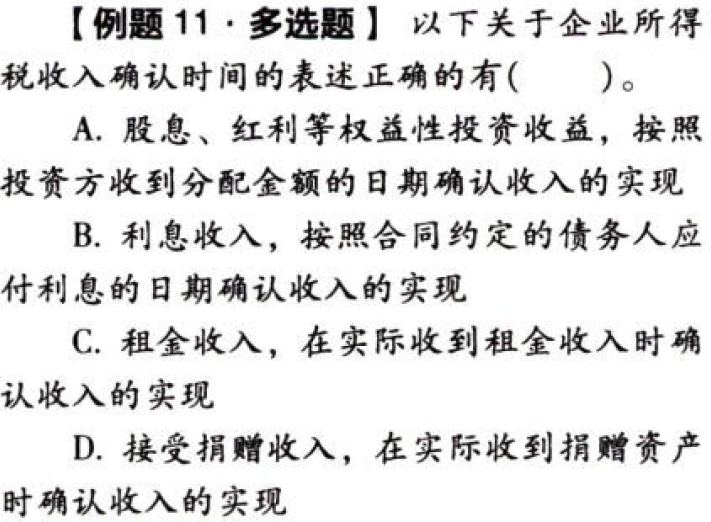 【例题 11·多选题】 以下关于企业所得
税收入确认时间的表述正确的有(　　)。
A. 股息、红利等权益性投资收益，按照
投资方收到分配金额的日期确认收入的实现
B. 利息收入，按照合同约定的债务人应
付利息的日期确认收入的实现
C. 租金收入，在实际收到租金收入时确
认收入的实现
D. 接受捐赠收入，在实际收到捐赠资产
时确认收入的实现